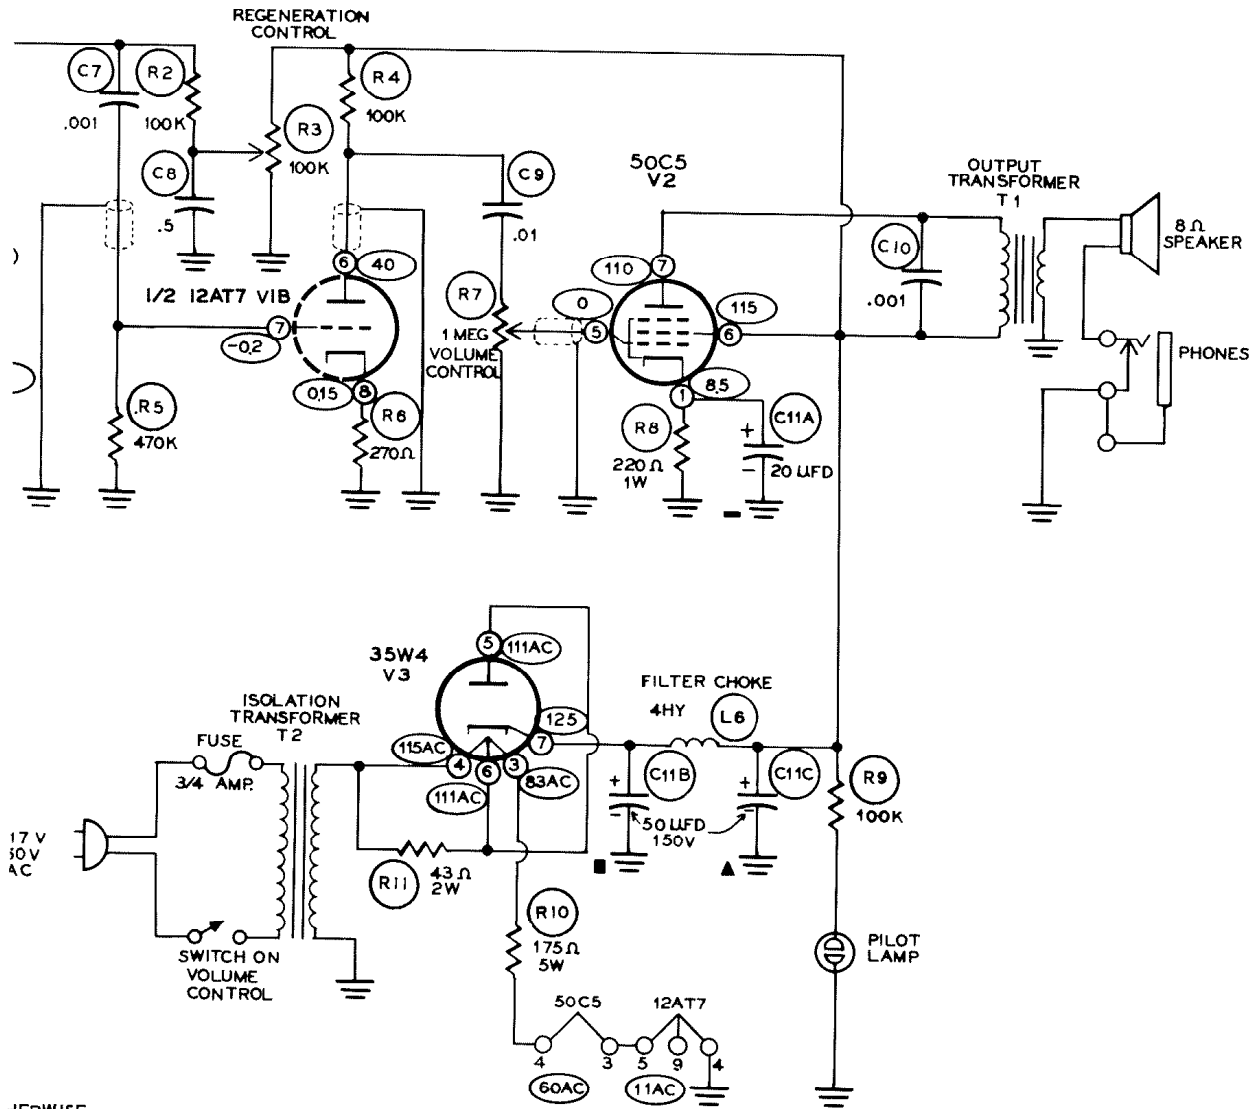 REGENERATION
CONTROL
C7
R2
R4
.001
100K
R3
100K
100K
C8
.5
C9
.01
50C5
V2
OUTPUT
TRANSFORMER
T1
8Ω
SPEAKER
C10
.001
6
40
7
110
1/2 12AT7 V1B
R7
0
115
7
5
6
1 MEG
VOLUME
CONTROL
-0.2
0.15
8
8.5
1
PHONES
R5
470K
R6
270Ω
R8
220Ω
1W
C11A
+
-
20 UFD
5
111AC
35W4
V3
FILTER CHOKE
4HY
L6
ISOLATION
TRANSFORMER
T2
125
7
FUSE
3/4 AMP.
115AC
4
6
3
111AC
83AC
C11B
C11C
R9
100K
+
-
+
-
50 UFD
150V
17 V
60V
AC
R11
43Ω
2W
R10
175Ω
5W
SWITCH ON
VOLUME
CONTROL
PILOT
LAMP
50C5
12AT7
4
3
5
9
4
60AC
11AC